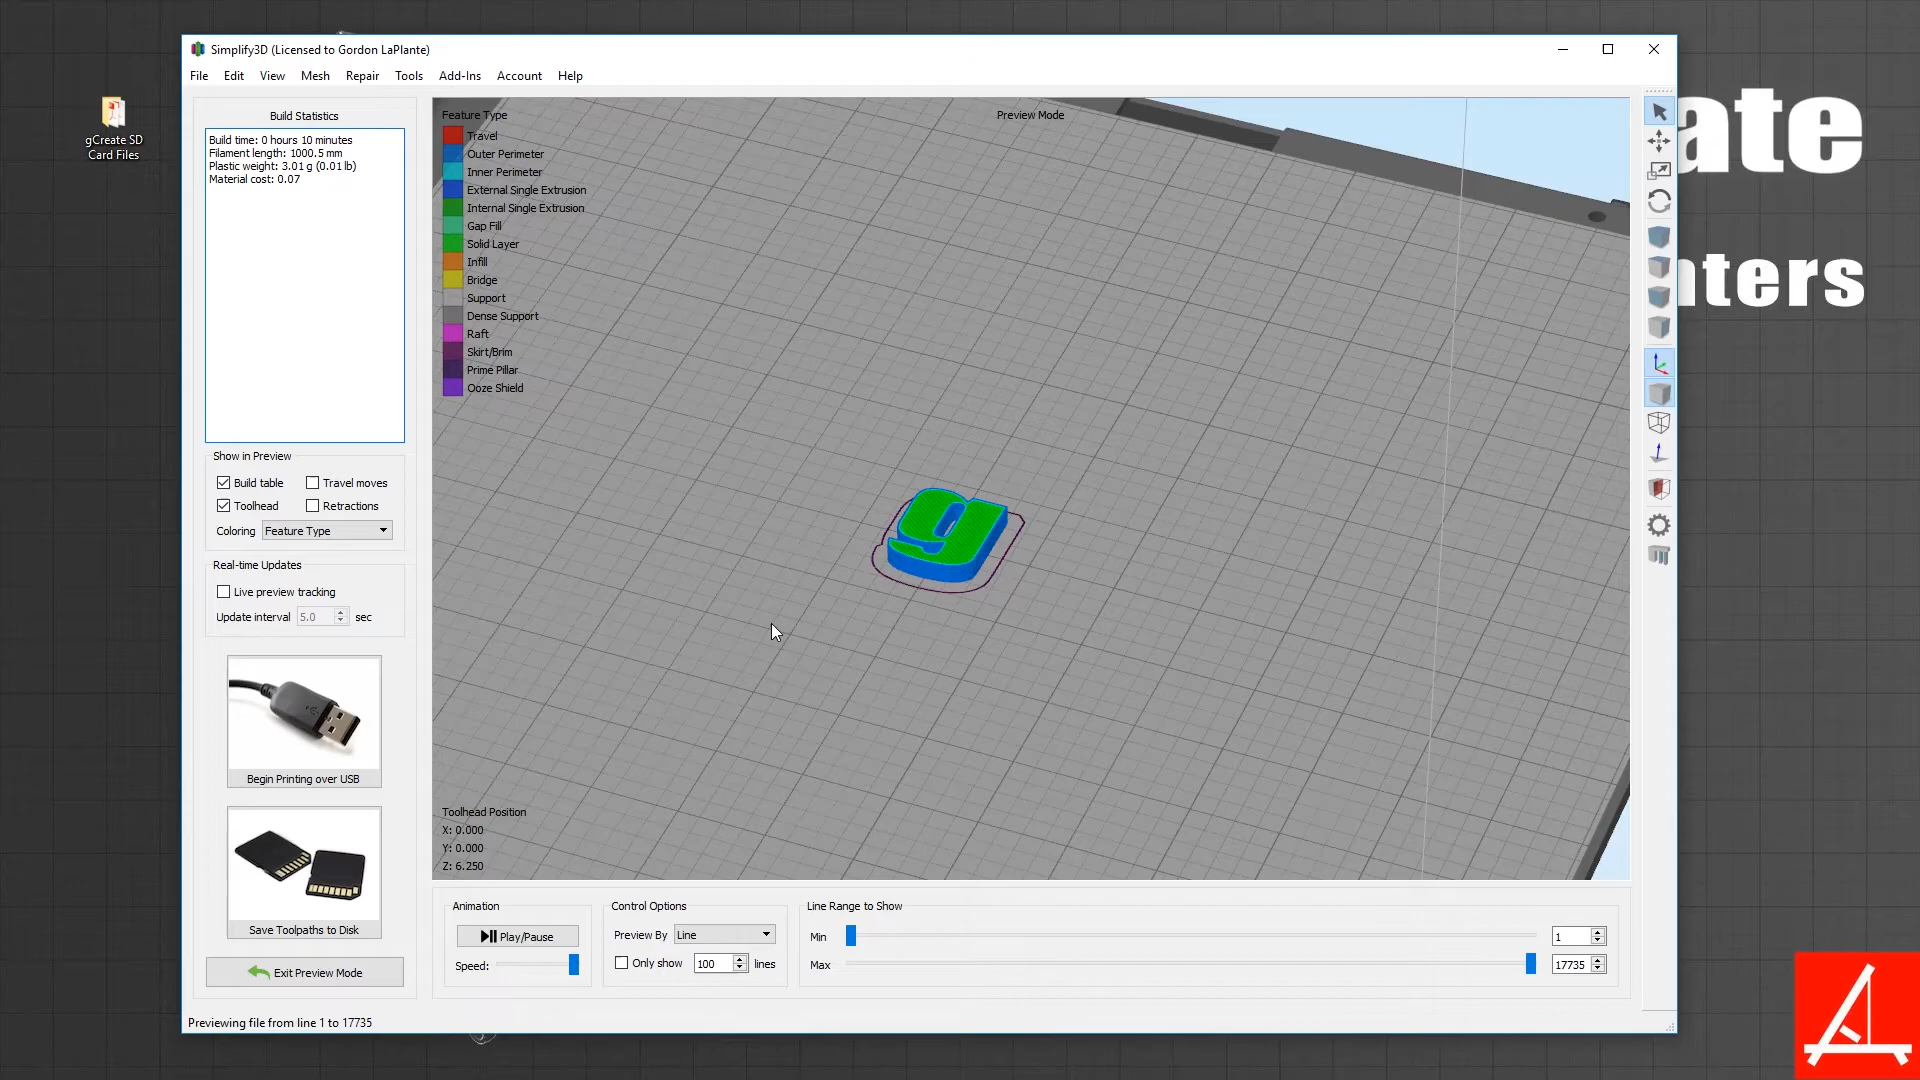 ate
nters
gCreate SD
Card Files
Simplify3D (Licensed to Gordon LaPlante)
File Edit View Mesh Repair Tools Add-Ins Account Help
Build Statistics
Build time: 0 hours 10 minutes
Filament length: 1000.5 mm
Plastic weight: 3.01 g (0.01 lb)
Material cost: 0.07
Show in Preview
Build table Travel moves
Toolhead Retractions
Coloring Feature Type
Real-time Updates
Live preview tracking
Update interval 5.0 sec
Begin Printing over USB
Save Toolpaths to Disk
Exit Preview Mode
Previewing file from line 1 to 17735
Preview Mode
Feature Type
Travel
Outer Perimeter
Inner Perimeter
External Single Extrusion
Internal Single Extrusion
Gap Fill
Solid Layer
Infill
Bridge
Support
Dense Support
Raft
Skirt/Brim
Prime Pillar
Ooze Shield
g
Toolhead Position
X: 0.000
Y: 0.000
Z: 6.250
Animation
Play/Pause
Speed:
Control Options
Preview By Line
Only show 100 lines
Line Range to Show
Min 1
Max 17735